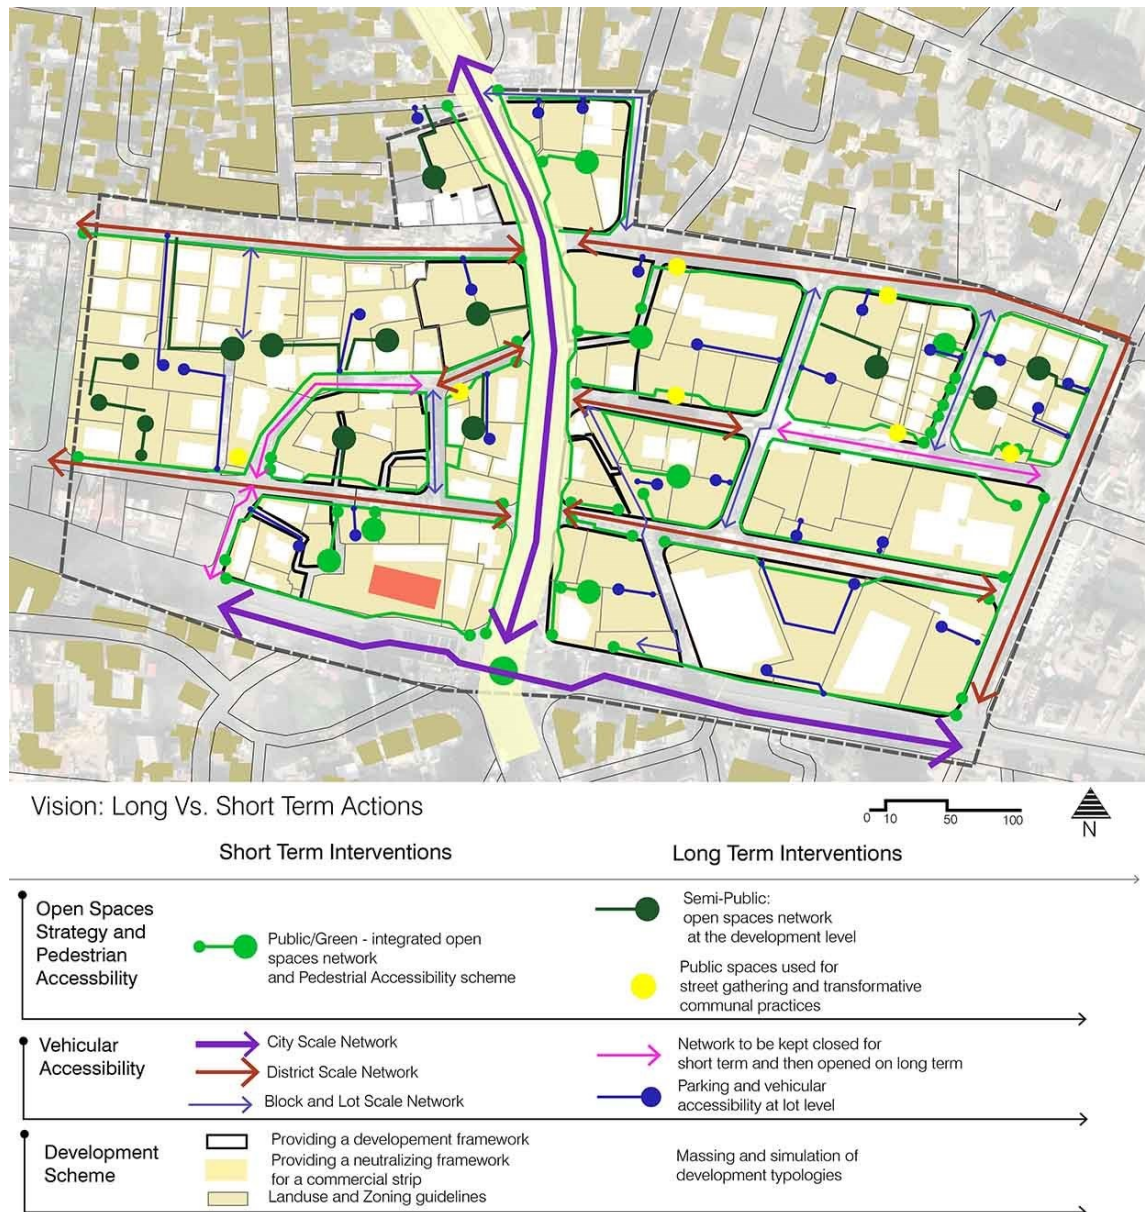 Vision: Long Vs. Short Term Actions
0 10 50 100
N
Short Term Interventions
Long Term Interventions
Open Spaces
Strategy and
Pedestrian
Accessbility
Public/Green - integrated open
spaces network
and Pedestrial Accessibility scheme
Semi-Public:
open spaces network
at the development level
Public spaces used for
street gathering and transformative
communal practices
Vehicular
Accessibility
City Scale Network
District Scale Network
Block and Lot Scale Network
Network to be kept closed for
short term and then opened on long term
Parking and vehicular
accessibility at lot level
Development
Scheme
Providing a developement framework
Providing a neutralizing framework
for a commercial strip
Landuse and Zoning guidelines
Massing and simulation of
development typologies